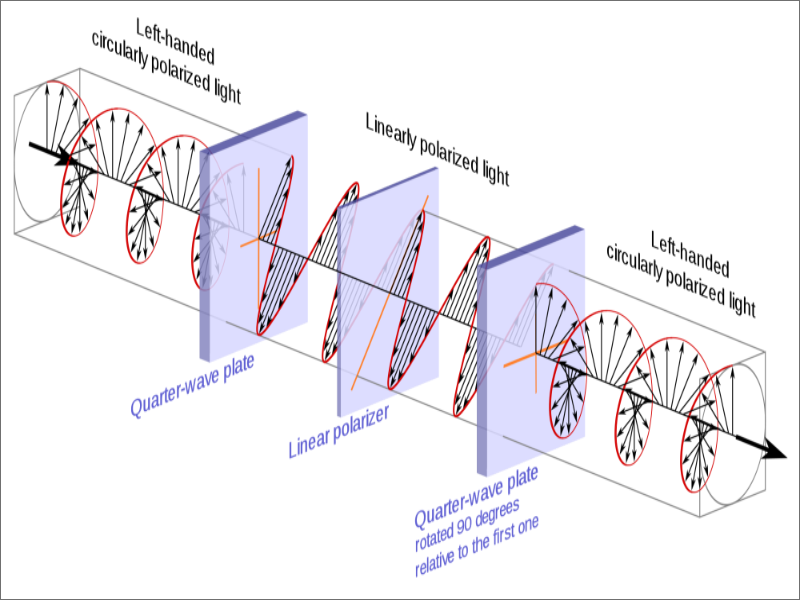 Left-handed
circularly polarized light
Linearly polarized light
Left-handed
circularly polarized light
Quarter-wave plate
Linear polarizer
Quarter-wave plate
rotated 90 degrees
relative to the first one